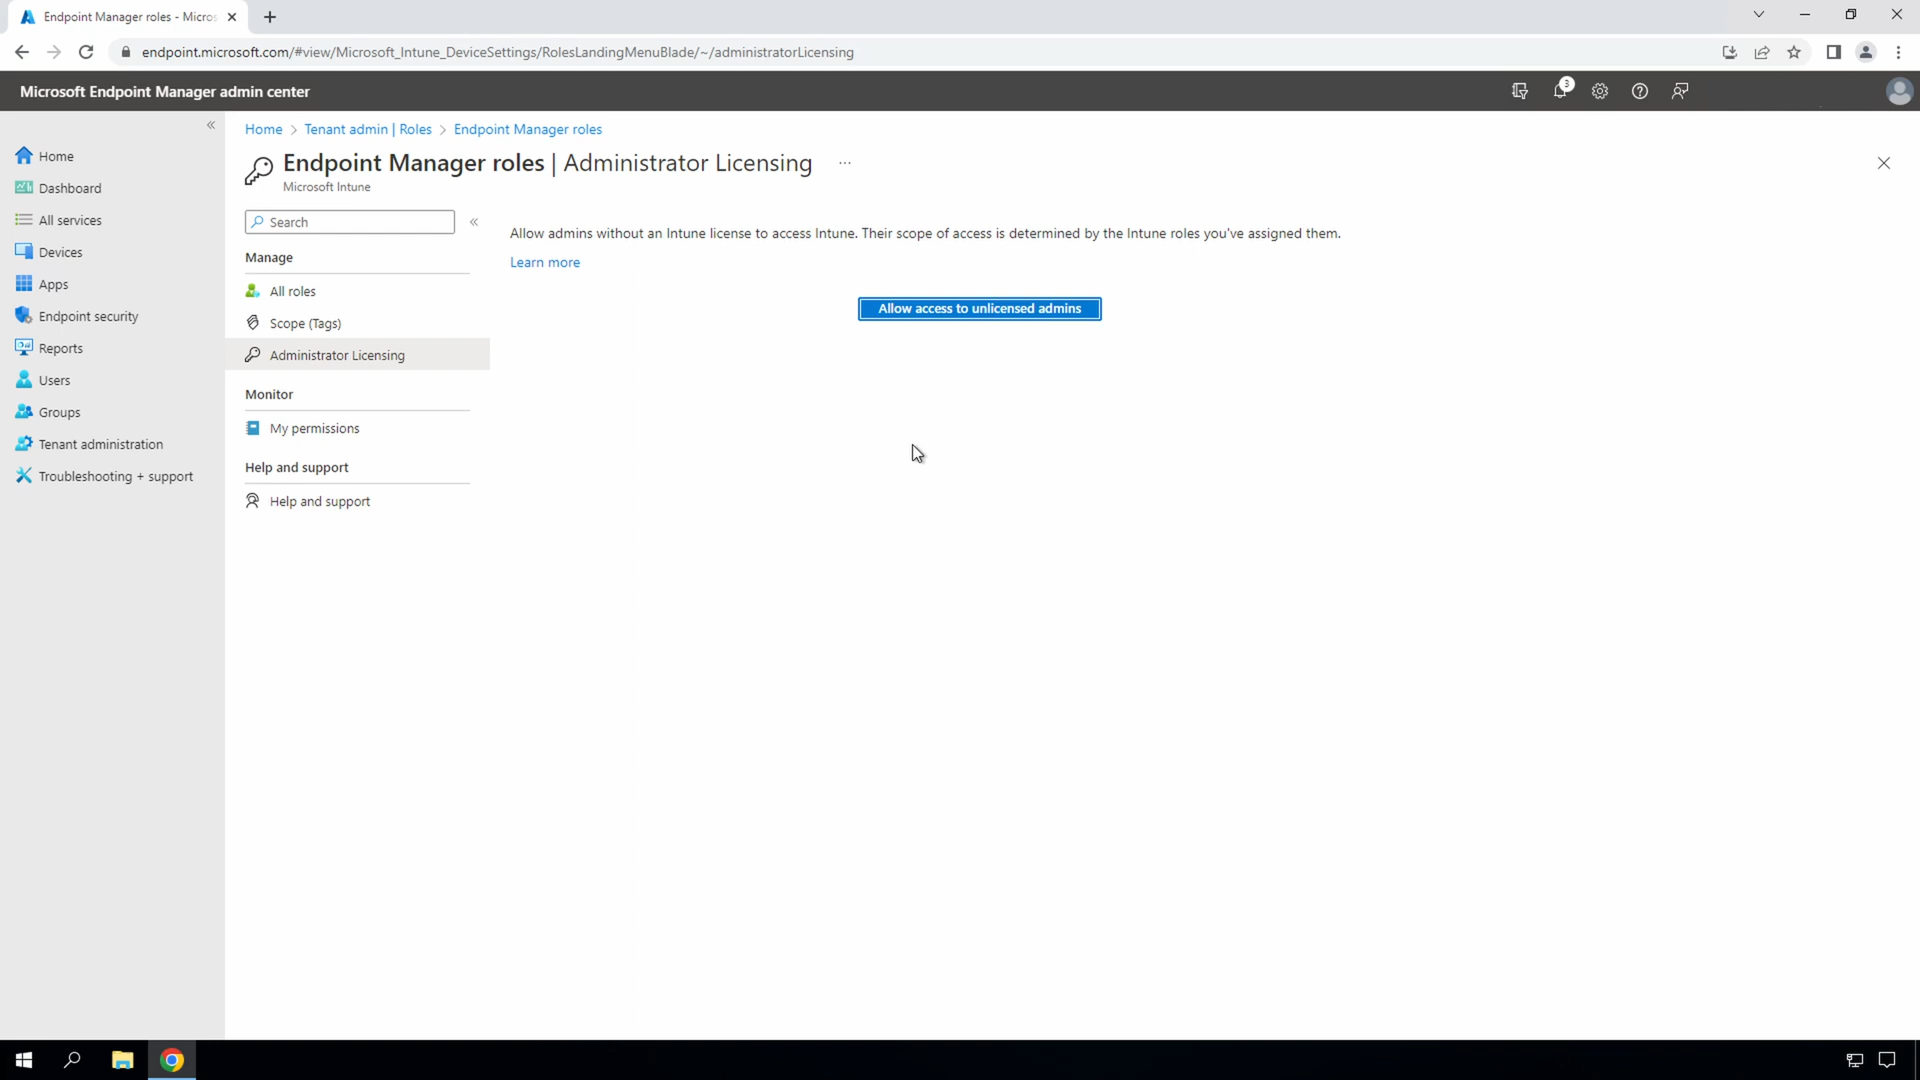 Endpoint Manager roles - Micros
endpoint.microsoft.com/#view/Microsoft_Intune_DeviceSettings/RolesLandingMenuBlade/~/administratorLicensing
Microsoft Endpoint Manager admin center
3
Home
Dashboard
All services
Devices
Apps
Endpoint security
Reports
Users
Groups
Tenant administration
Troubleshooting + support
Home > Tenant admin | Roles > Endpoint Manager roles
Endpoint Manager roles | Administrator Licensing ...
Microsoft Intune
Search
Manage
All roles
Scope (Tags)
Administrator Licensing
Monitor
My permissions
Help and support
Help and support
Allow admins without an Intune license to access Intune. Their scope of access is determined by the Intune roles you've assigned them.
Learn more
Allow access to unlicensed admins